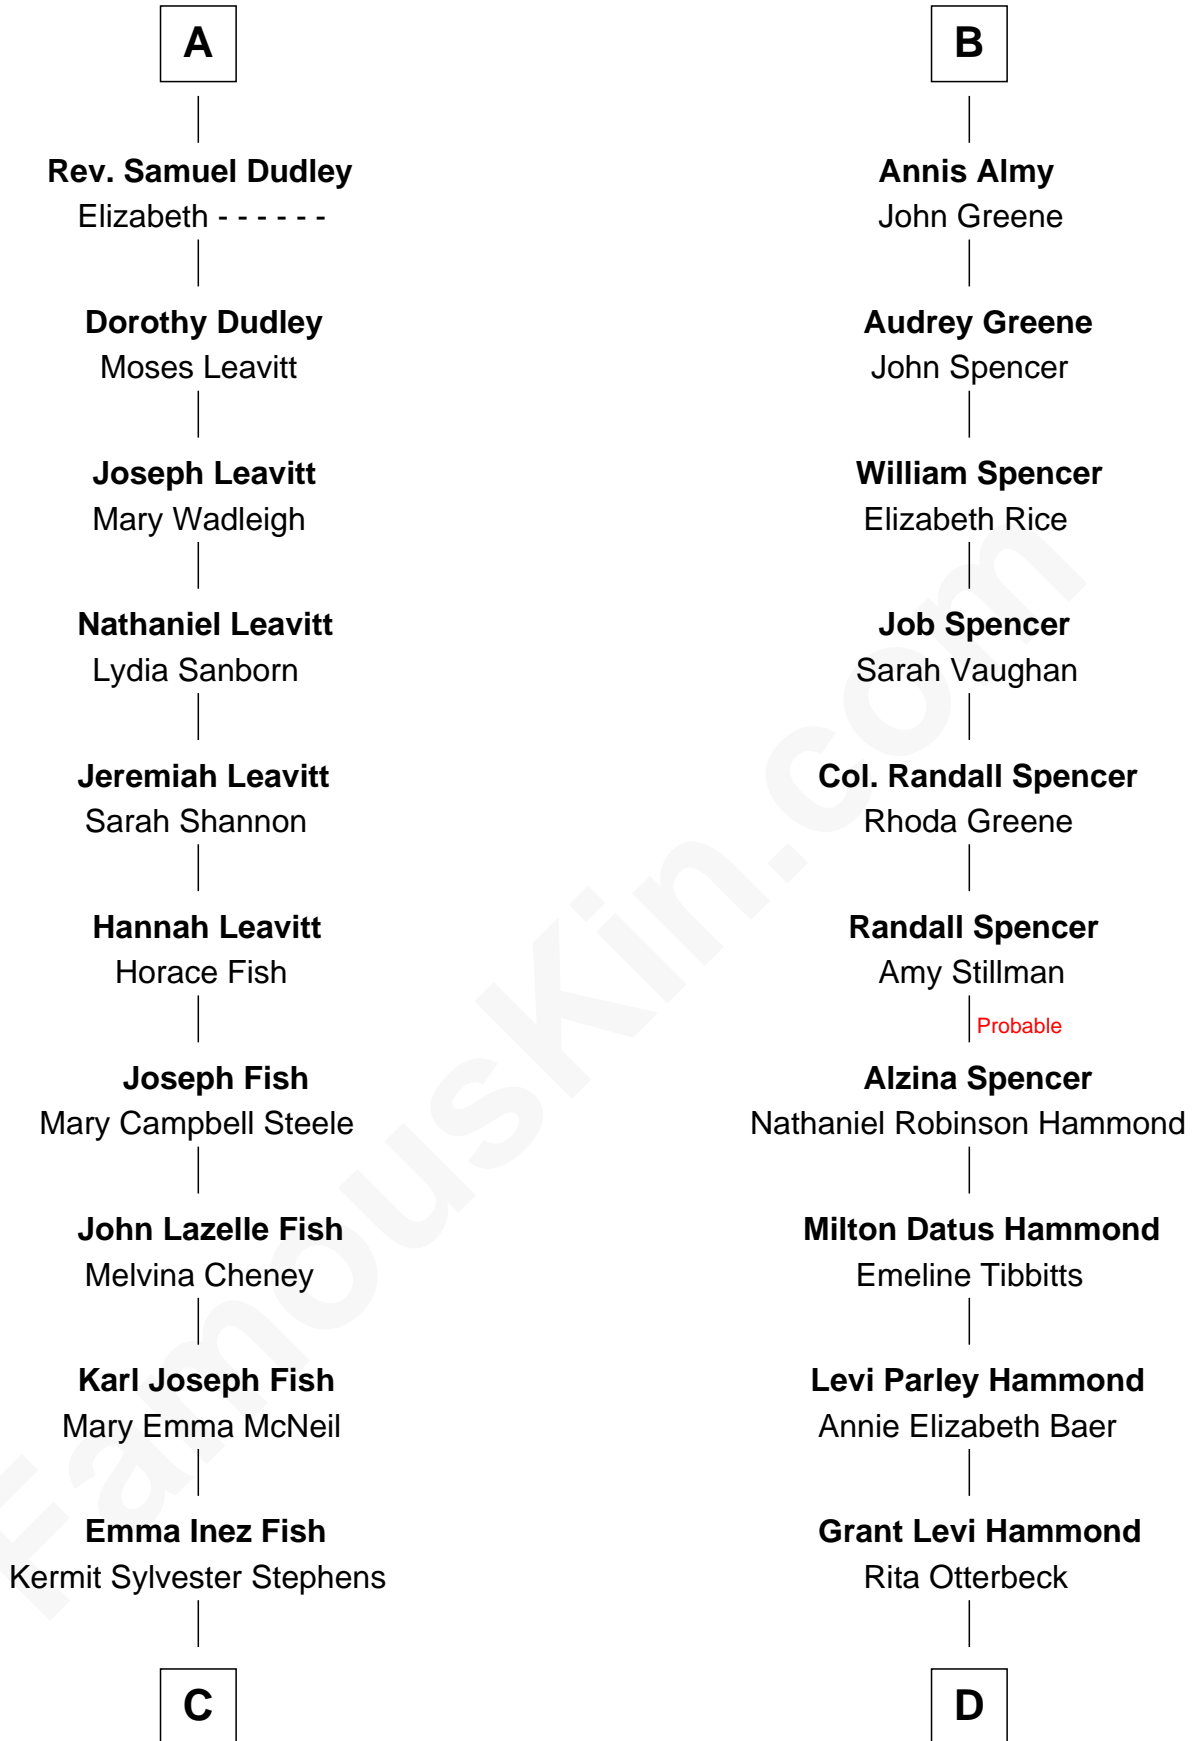 A
Rev. Samuel Dudley
Elizabeth - - - - - -
Dorothy Dudley
Moses Leavitt
Joseph Leavitt
Mary Wadleigh
Nathaniel Leavitt
Lydia Sanborn
Jeremiah Leavitt
Sarah Shannon
Hannah Leavitt
Horace Fish
Joseph Fish
Mary Campbell Steele
John Lazelle Fish
Melvina Cheney
Karl Joseph Fish
Mary Emma McNeil
Emma Inez Fish
Kermit Sylvester Stephens
C
B
Annis Almy
John Greene
Audrey Greene
John Spencer
William Spencer
Elizabeth Rice
Job Spencer
Sarah Vaughan
Col. Randall Spencer
Rhoda Greene
Randall Spencer
Amy Stillman
Probable
Alzina Spencer
Nathaniel Robinson Hammond
Milton Datus Hammond
Emeline Tibbitts
Levi Parley Hammond
Annie Elizabeth Baer
Grant Levi Hammond
Rita Otterbeck
D
FamousKin.com